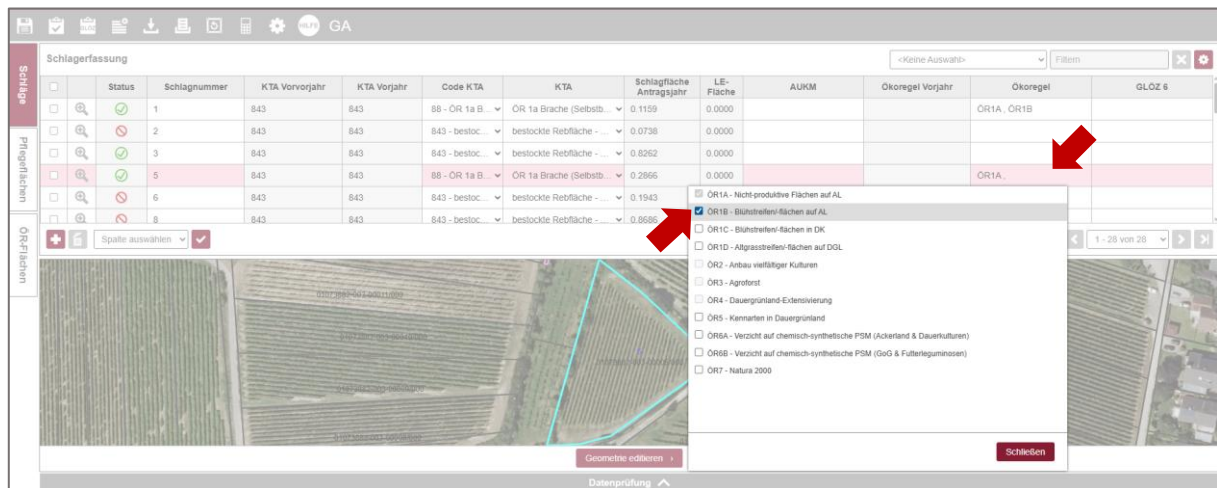 GLÖZ HILFE GA
Schläge
Pflegeflächen
ÖR-Flächen
Schlagerfassung <Keine Auswahl> Filtern
Status Schlagnummer KTA Vorvorjahr KTA Vorjahr Code KTA KTA Schlagfläche Antragsjahr LE-Fläche AUKM Ökoregel Vorjahr Ökoregel GLÖZ 6
1 843 843 88 - ÖR 1a B... ÖR 1a Brache (Selbstb... 0.1159 0.0000 ÖR1A , ÖR1B
2 843 843 843 - bestoc... bestockte Rebfläche - ... 0.0738 0.0000
3 843 843 843 - bestoc... bestockte Rebfläche - ... 0.8262 0.0000
5 843 843 88 - ÖR 1a B... ÖR 1a Brache (Selbstb... 0.2866 0.0000 ÖR1A ,
6 843 843 843 - bestoc... bestockte Rebfläche - ... 0.1943
8 843 843 843 - bestoc... bestockte Rebfläche - ... 0.8686
Spalte auswählen 1 - 28 von 28
ÖR1A - Nicht-produktive Flächen auf AL
ÖR1B - Blühstreifen/-flächen auf AL
ÖR1C - Blühstreifen/-flächen in DK
ÖR1D - Altgrasstreifen/-flächen auf DGL
ÖR2 - Anbau vielfältiger Kulturen
ÖR3 - Agroforst
ÖR4 - Dauergrünland-Extensivierung
ÖR5 - Kennarten in Dauergrünland
ÖR6A - Verzicht auf chemisch-synthetische PSM (Ackerland & Dauerkulturen)
ÖR6B - Verzicht auf chemisch-synthetische PSM (GoG & Futterleguminosen)
ÖR7 - Natura 2000
Schließen
Geometrie editieren ›
Datenprüfung